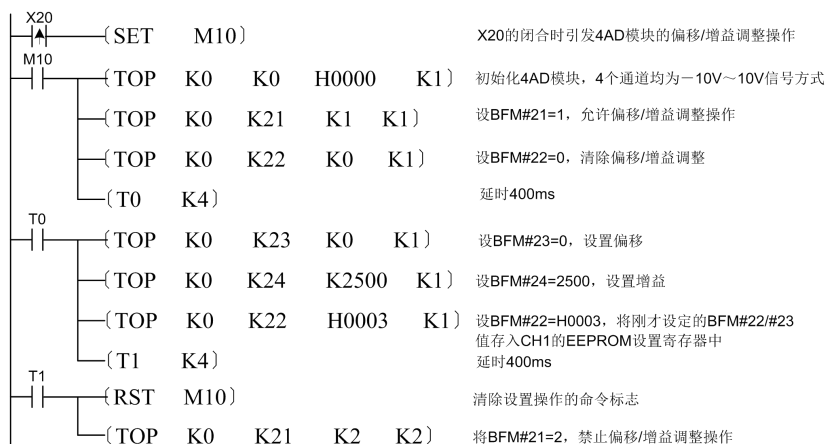 X20
SET M10 X20的闭合时引发4AD模块的偏移/增益调整操作
M10
TOP K0 K0 H0000 K1 初始化4AD模块，4个通道均为－10V～10V信号方式
TOP K0 K21 K1 K1 设BFM#21=1，允许偏移/增益调整操作
TOP K0 K22 K0 K1 设BFM#22=0，清除偏移/增益调整
T0 K4 延时400ms
T0
TOP K0 K23 K0 K1 设BFM#23=0，设置偏移
TOP K0 K24 K2500 K1 设BFM#24=2500，设置增益
TOP K0 K22 H0003 K1 设BFM#22=H0003，将刚才设定的BFM#22/#23
值存入CH1的EEPROM设置寄存器中
T1 K4 延时400ms
T1
RST M10 清除设置操作的命令标志
TOP K0 K21 K2 K2 将BFM#21=2，禁止偏移/增益调整操作